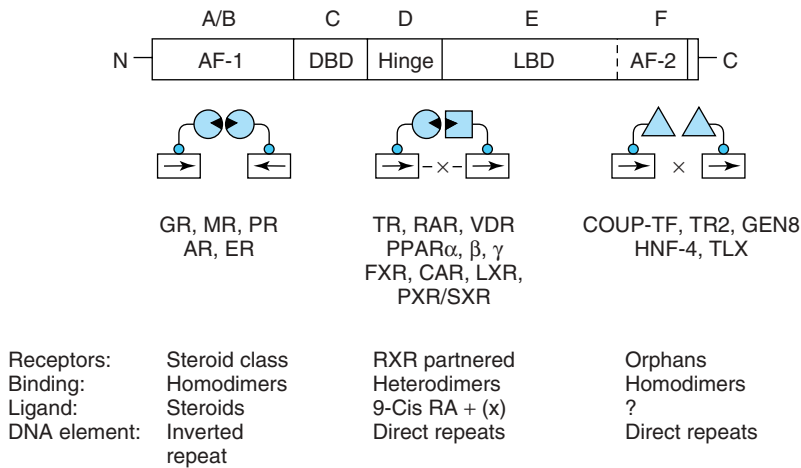 A/B C D E F
N AF-1 DBD Hinge LBD AF-2 C
× ×
GR, MR, PR TR, RAR, VDR COUP-TF, TR2, GEN8
AR, ER PPARα, β, γ HNF-4, TLX
FXR, CAR, LXR,
PXR/SXR
Receptors: Steroid class RXR partnered Orphans
Binding: Homodimers Heterodimers Homodimers
Ligand: Steroids 9-Cis RA + (x) ?
DNA element: Inverted Direct repeats Direct repeats
repeat